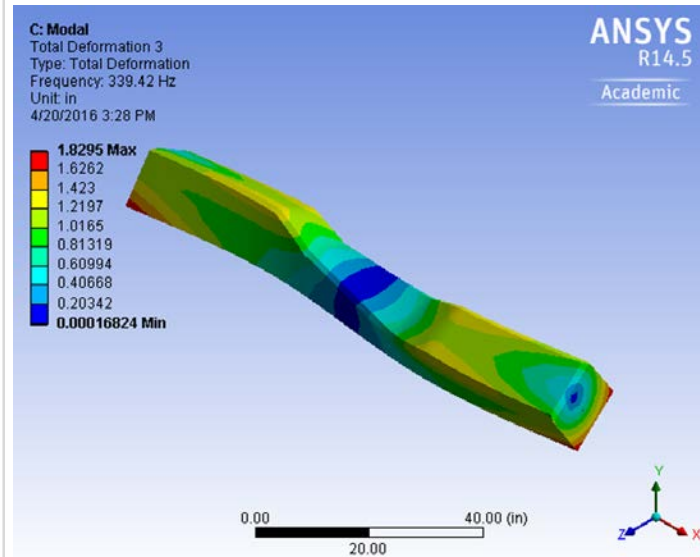 C: Modal
Total Deformation 3
Type: Total Deformation
Frequency: 339.42 Hz
Unit: in
4/20/2016 3:28 PM
ANSYS
R14.5
Academic
1.8295 Max
1.6262
1.423
1.2197
1.0165
0.81319
0.60994
0.40668
0.20342
0.00016824 Min
0.00
40.00 (in)
20.00
Y
Z
X